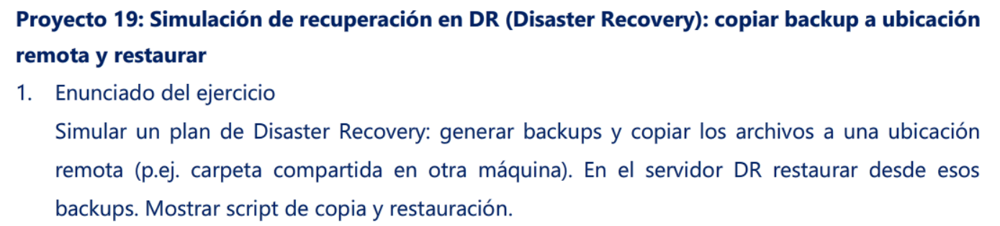 Proyecto 19: Simulación de recuperación en DR (Disaster Recovery): copiar backup a ubicación
remota y restaurar
1. Enunciado del ejercicio
Simular un plan de Disaster Recovery: generar backups y copiar los archivos a una ubicación
remota (p.ej. carpeta compartida en otra máquina). En el servidor DR restaurar desde esos
backups. Mostrar script de copia y restauración.